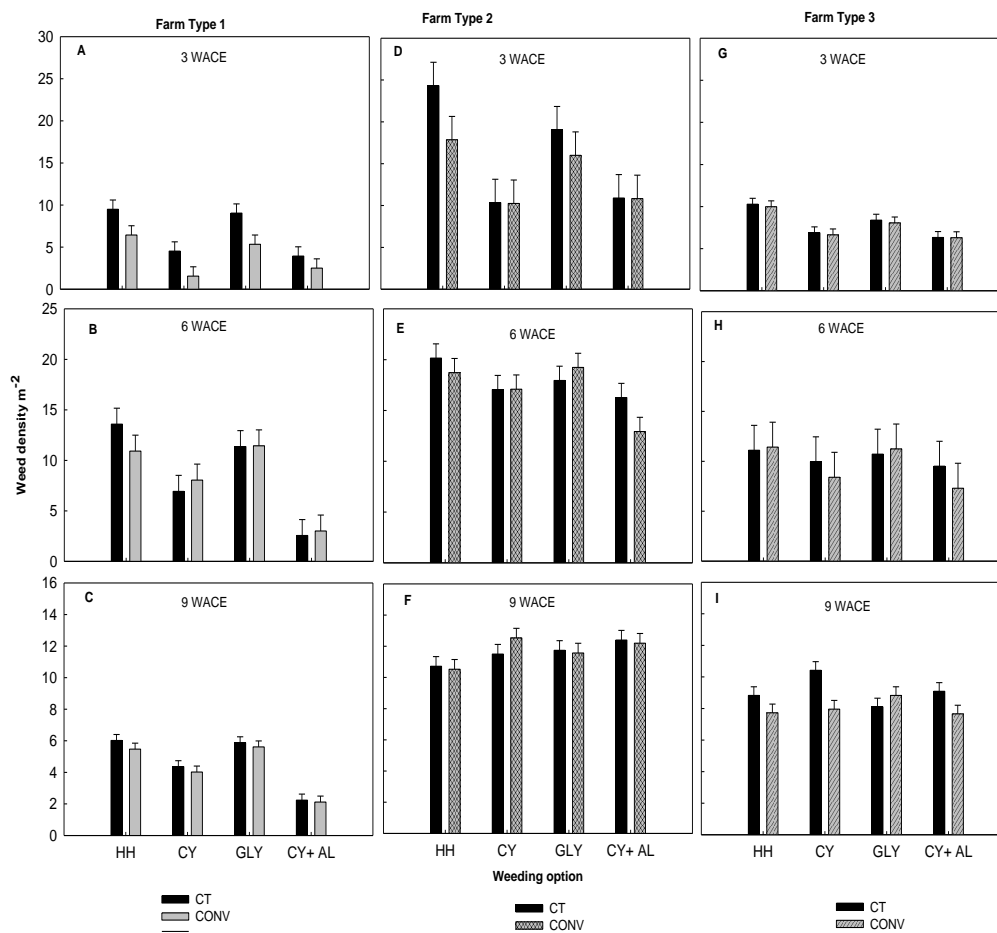 Farm Type 1
Farm Type 2
Farm Type 3
Weed density m⁻²
A
3 WACE
30
25
20
15
10
5
0
D
3 WACE
G
3 WACE
B
6 WACE
25
20
15
10
5
0
E
6 WACE
H
6 WACE
C
9 WACE
16
14
12
10
8
6
4
2
0
F
9 WACE
I
9 WACE
HH CY GLY CY+ AL
HH CY GLY CY+ AL
HH CY GLY CY+ AL
Weeding option
CT
CONV
CT
CONV
CT
CONV